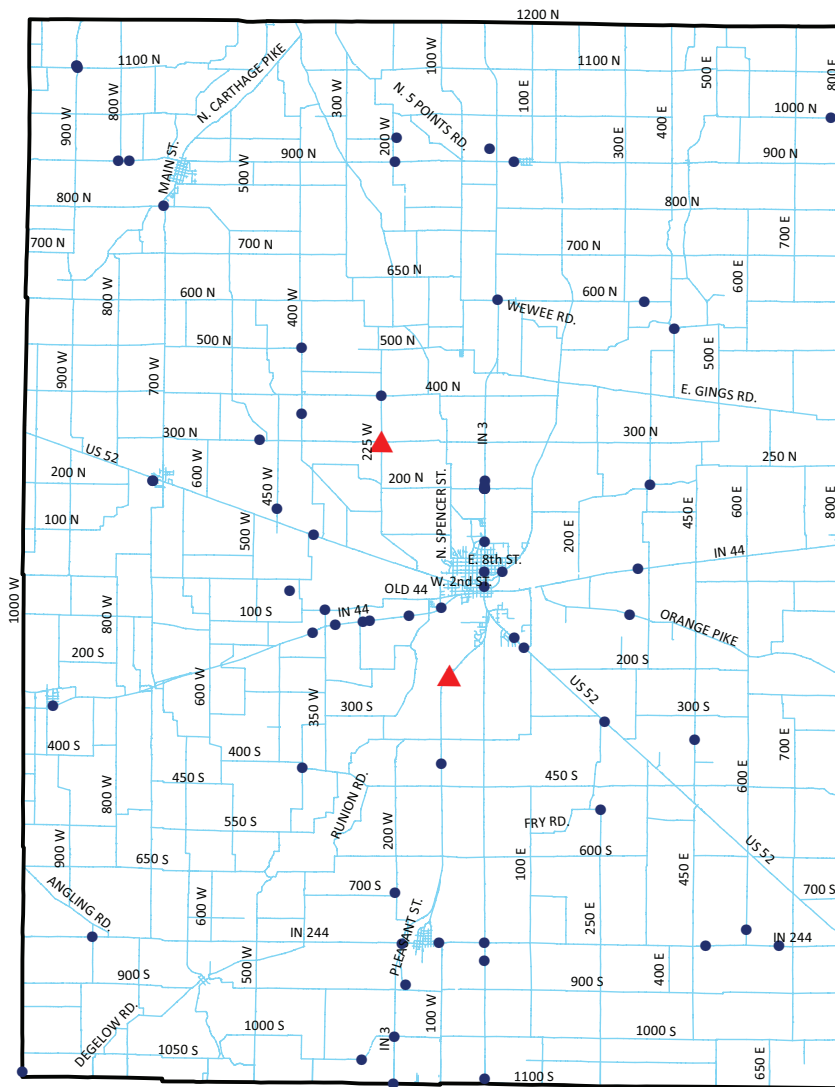 1200 N
1100 N
100 W
100 E
1100 N
500 E
800 E
900 W
800 W
N. CARTHAGE PIKE
300 W
200 W
N. 5 POINTS RD.
1000 N
400 E
300 E
MAIN ST.
500 W
900 N
900 N
800 N
800 N
700 N
700 N
700 N
700 E
600 E
650 N
800 W
600 N
400 W
600 N
WEWEE RD.
500 N
500 N
500 E
900 W
700 W
400 N
E. GINGS RD.
300 N
225 W
IN 3
300 N
US 52
600 W
450 W
200 N
200 N
250 N
N. SPENCER ST.
450 E
600 E
800 E
100 N
500 W
200 E
IN 44
E. 8th ST.
W. 2nd ST.
OLD 44
1000 W
800 W
100 S
IN 44
ORANGE PIKE
200 S
200 S
600 W
US 52
350 W
300 S
300 S
700 E
400 S
400 S
450 S
450 S
600 E
800 W
RUNION RD.
550 S
FRY RD.
200 W
US 52
900 W
650 S
100 E
600 S
450 E
700 S
700 S
ANGLING RD.
600 W
PLEASANT ST.
250 E
IN 244
IN 244
500 W
400 E
900 S
900 S
100 W
DEGELOW RD.
1000 S
IN 3
1000 S
1050 S
650 E
1100 S